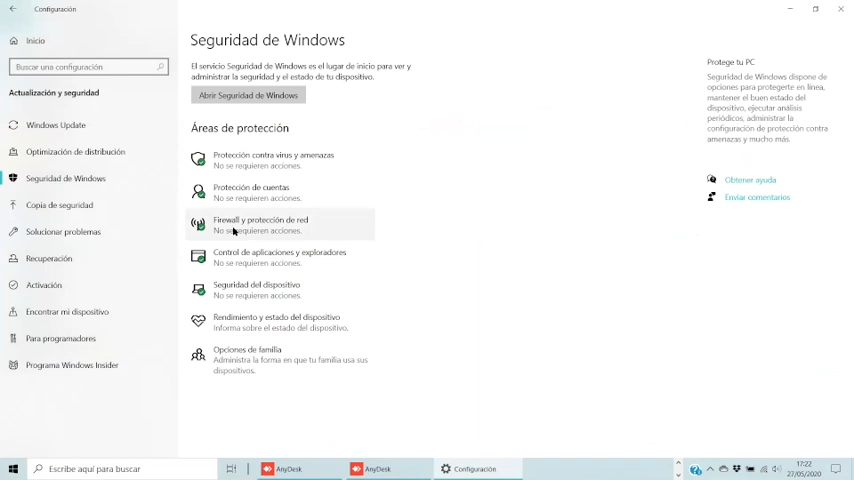 Configuración
Inicio
Buscar una configuración
Actualización y seguridad
Windows Update
Optimización de distribución
Seguridad de Windows
Copia de seguridad
Solucionar problemas
Recuperación
Activación
Encontrar mi dispositivo
Para programadores
Programa Windows Insider
Seguridad de Windows
El servicio Seguridad de Windows es el lugar de inicio para ver y
administrar la seguridad y el estado de tu dispositivo.
Abrir Seguridad de Windows
Áreas de protección
Protección contra virus y amenazas
No se requieren acciones.
Protección de cuentas
No se requieren acciones.
Firewall y protección de red
No se requieren acciones.
Control de aplicaciones y exploradores
No se requieren acciones.
Seguridad del dispositivo
No se requieren acciones.
Rendimiento y estado del dispositivo
Informa sobre el estado del dispositivo.
Opciones de familia
Administra la forma en que tu familia usa sus
dispositivos.
Protege tu PC
Seguridad de Windows dispone de
opciones para protegerte en línea,
mantener el buen estado del
dispositivo, ejecutar análisis
periódicos, administrar la
configuración de protección contra
amenazas y mucho más.
Obtener ayuda
Enviar comentarios
Escribe aquí para buscar
AnyDesk
AnyDesk
Configuración
17:22
27/05/2020